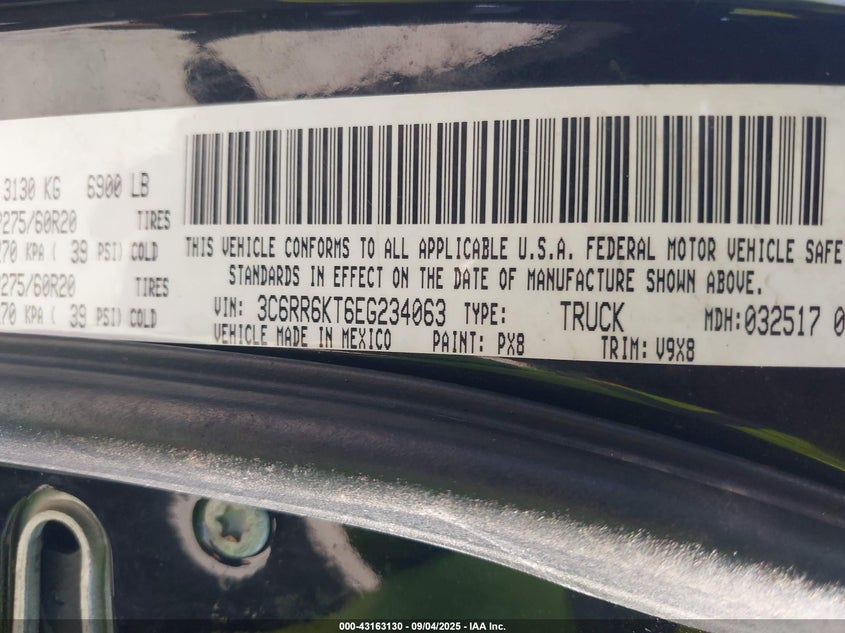 3130 KG 6900 LB
275/60R20 TIRES
270 KPA ( 39 PSI) COLD
275/60R20 TIRES
270 KPA ( 39 PSI) COLD
THIS VEHICLE CONFORMS TO ALL APPLICABLE U.S.A. FEDERAL MOTOR VEHICLE SAFE
STANDARDS IN EFFECT ON THE DATE OF MANUFACTURE SHOWN ABOVE.
VIN: 3C6RR6KT6EG234063 TYPE: TRUCK MDH:032517 0
VEHICLE MADE IN MEXICO PAINT: PX8 TRIM: V9X8
000-43163130 - 09/04/2025 - IAA Inc.